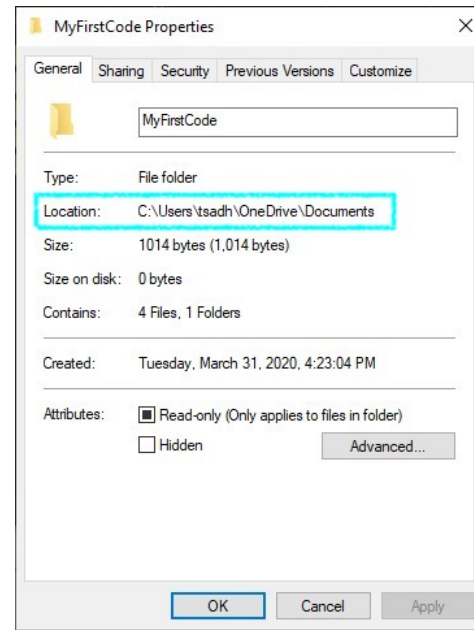 MyFirstCode Properties
General Sharing Security Previous Versions Customize
MyFirstCode
Type: File folder
Location: C:\Users\tsadh\OneDrive\Documents
Size: 1014 bytes (1,014 bytes)
Size on disk: 0 bytes
Contains: 4 Files, 1 Folders
Created: Tuesday, March 31, 2020, 4:23:04 PM
Attributes: Read-only (Only applies to files in folder)
Hidden Advanced...
OK Cancel Apply